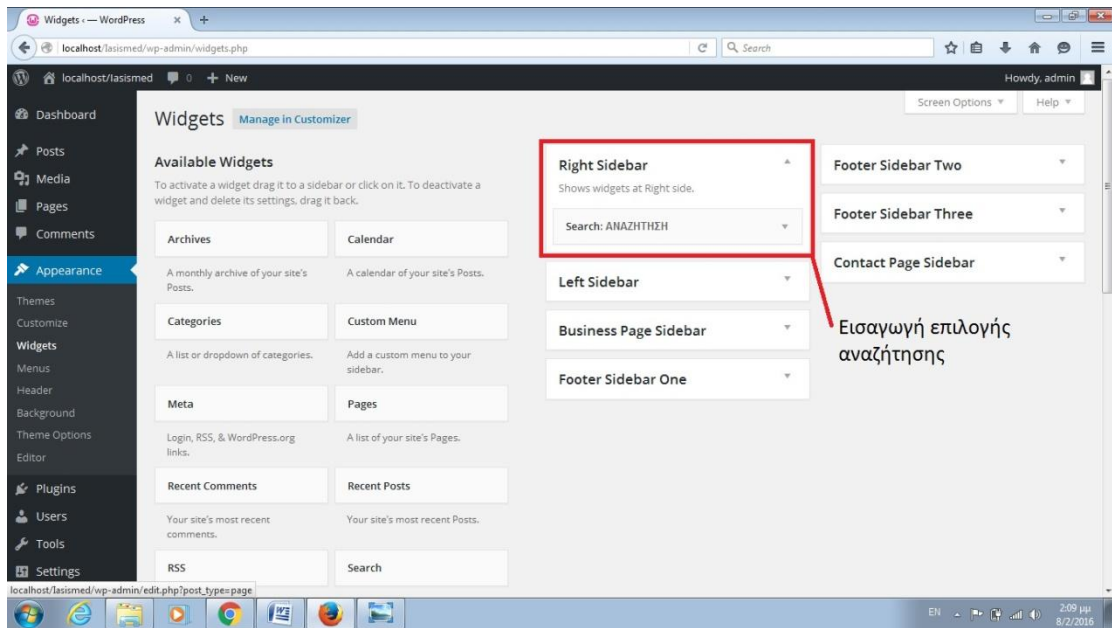 Widgets ‹ — WordPress
localhost/Iasismed/wp-admin/widgets.php
Search
localhost/Iasismed 0 New
Howdy, admin
Dashboard
Posts
Media
Pages
Comments
Appearance
Themes
Customize
Widgets
Menus
Header
Background
Theme Options
Editor
Plugins
Users
Tools
Settings
Screen Options
Help
Widgets Manage in Customizer
Available Widgets
To activate a widget drag it to a sidebar or click on it. To deactivate a
widget and delete its settings, drag it back.
Archives
A monthly archive of your site's
Posts.
Calendar
A calendar of your site's Posts.
Categories
A list or dropdown of categories.
Custom Menu
Add a custom menu to your
sidebar.
Meta
Login, RSS, & WordPress.org
links.
Pages
A list of your site's Pages.
Recent Comments
Your site's most recent
comments.
Recent Posts
Your site's most recent Posts.
RSS
Search
Right Sidebar
Shows widgets at Right side.
Search: ΑΝΑΖΗΤΗΣΗ
Left Sidebar
Business Page Sidebar
Footer Sidebar One
Footer Sidebar Two
Footer Sidebar Three
Contact Page Sidebar
Εισαγωγή επιλογής
αναζήτησης
localhost/Iasismed/wp-admin/edit.php?post_type=page
EN
2:09 μμ
8/2/2016